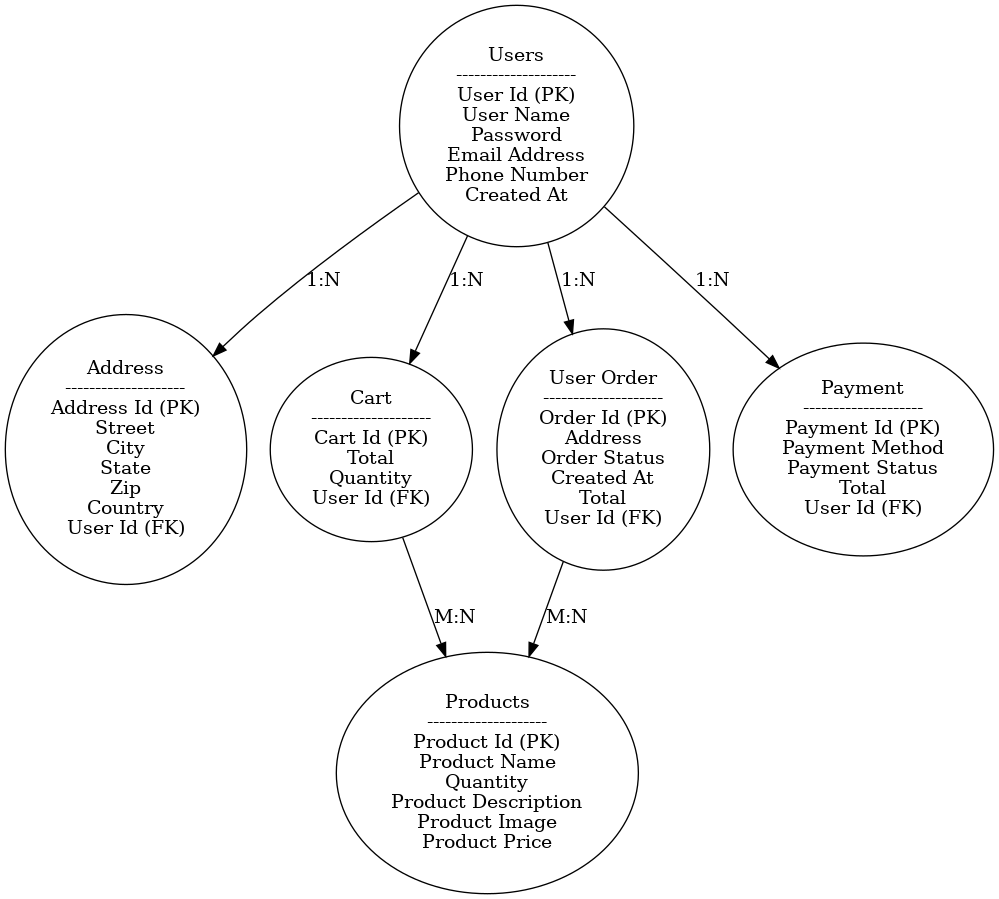 Users
--------------------
User Id (PK)
User Name
Password
Email Address
Phone Number
Created At
1:N
1:N
1:N
1:N
Address
--------------------
Address Id (PK)
Street
City
State
Zip
Country
User Id (FK)
Cart
--------------------
Cart Id (PK)
Total
Quantity
User Id (FK)
User Order
--------------------
Order Id (PK)
Address
Order Status
Created At
Total
User Id (FK)
Payment
--------------------
Payment Id (PK)
Payment Method
Payment Status
Total
User Id (FK)
M:N
M:N
Products
--------------------
Product Id (PK)
Product Name
Quantity
Product Description
Product Image
Product Price